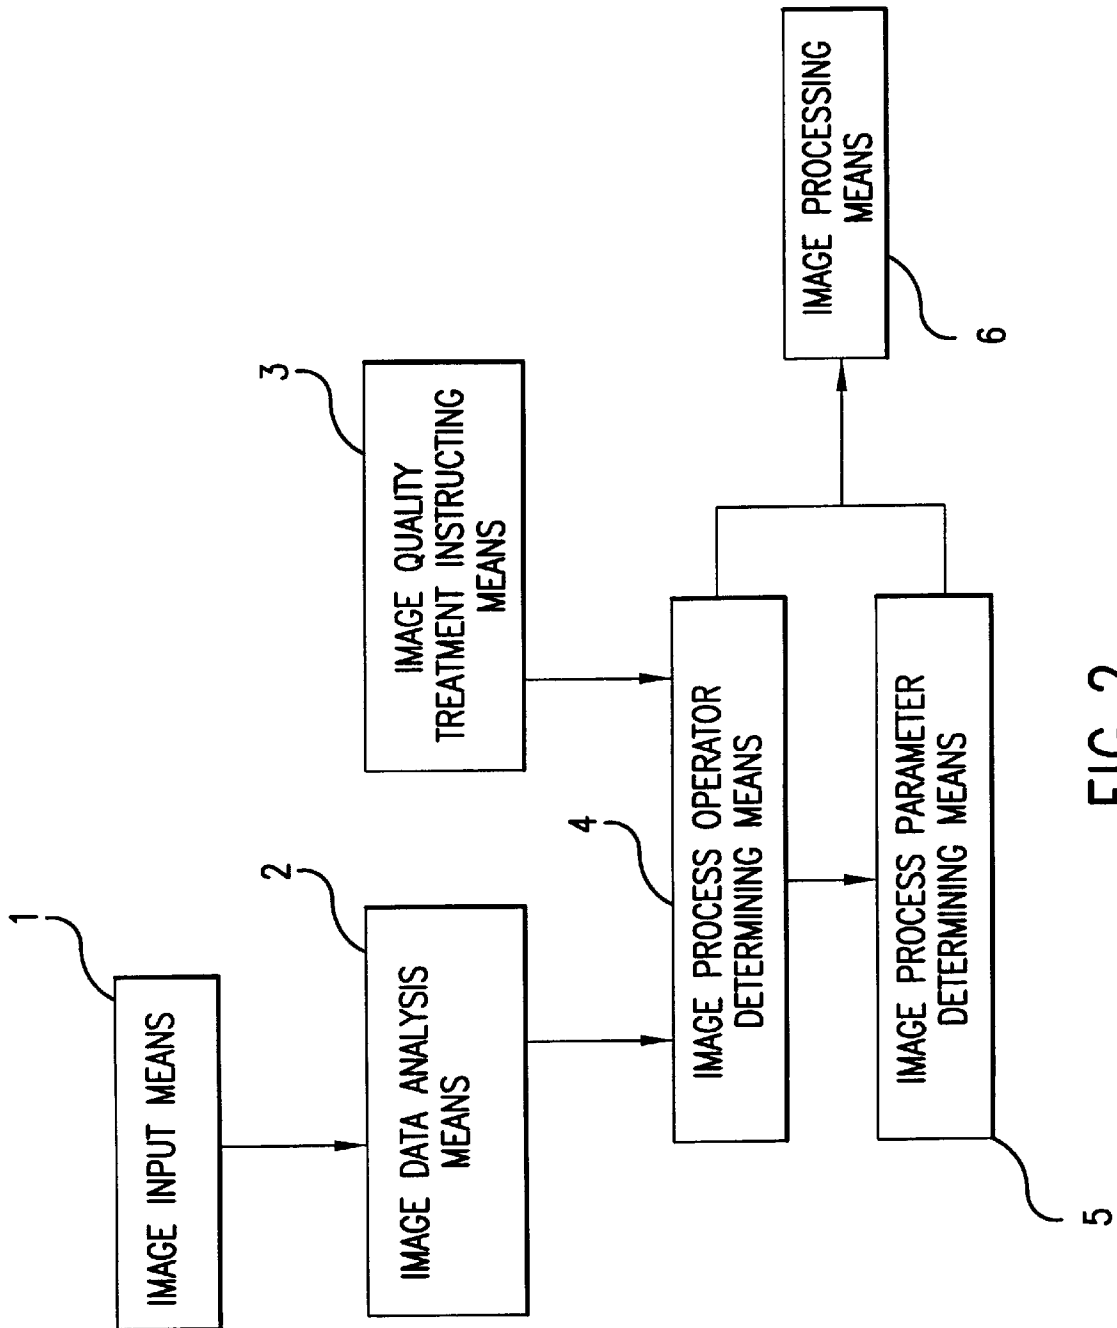 1
IMAGE INPUT MEANS
2
IMAGE DATA ANALYSIS
MEANS
3
IMAGE QUALITY
TREATMENT INSTRUCTING
MEANS
4
IMAGE PROCESS OPERATOR
DETERMINING MEANS
IMAGE PROCESS PARAMETER
DETERMINING MEANS
5
IMAGE PROCESSING
MEANS
6
FIG. 2